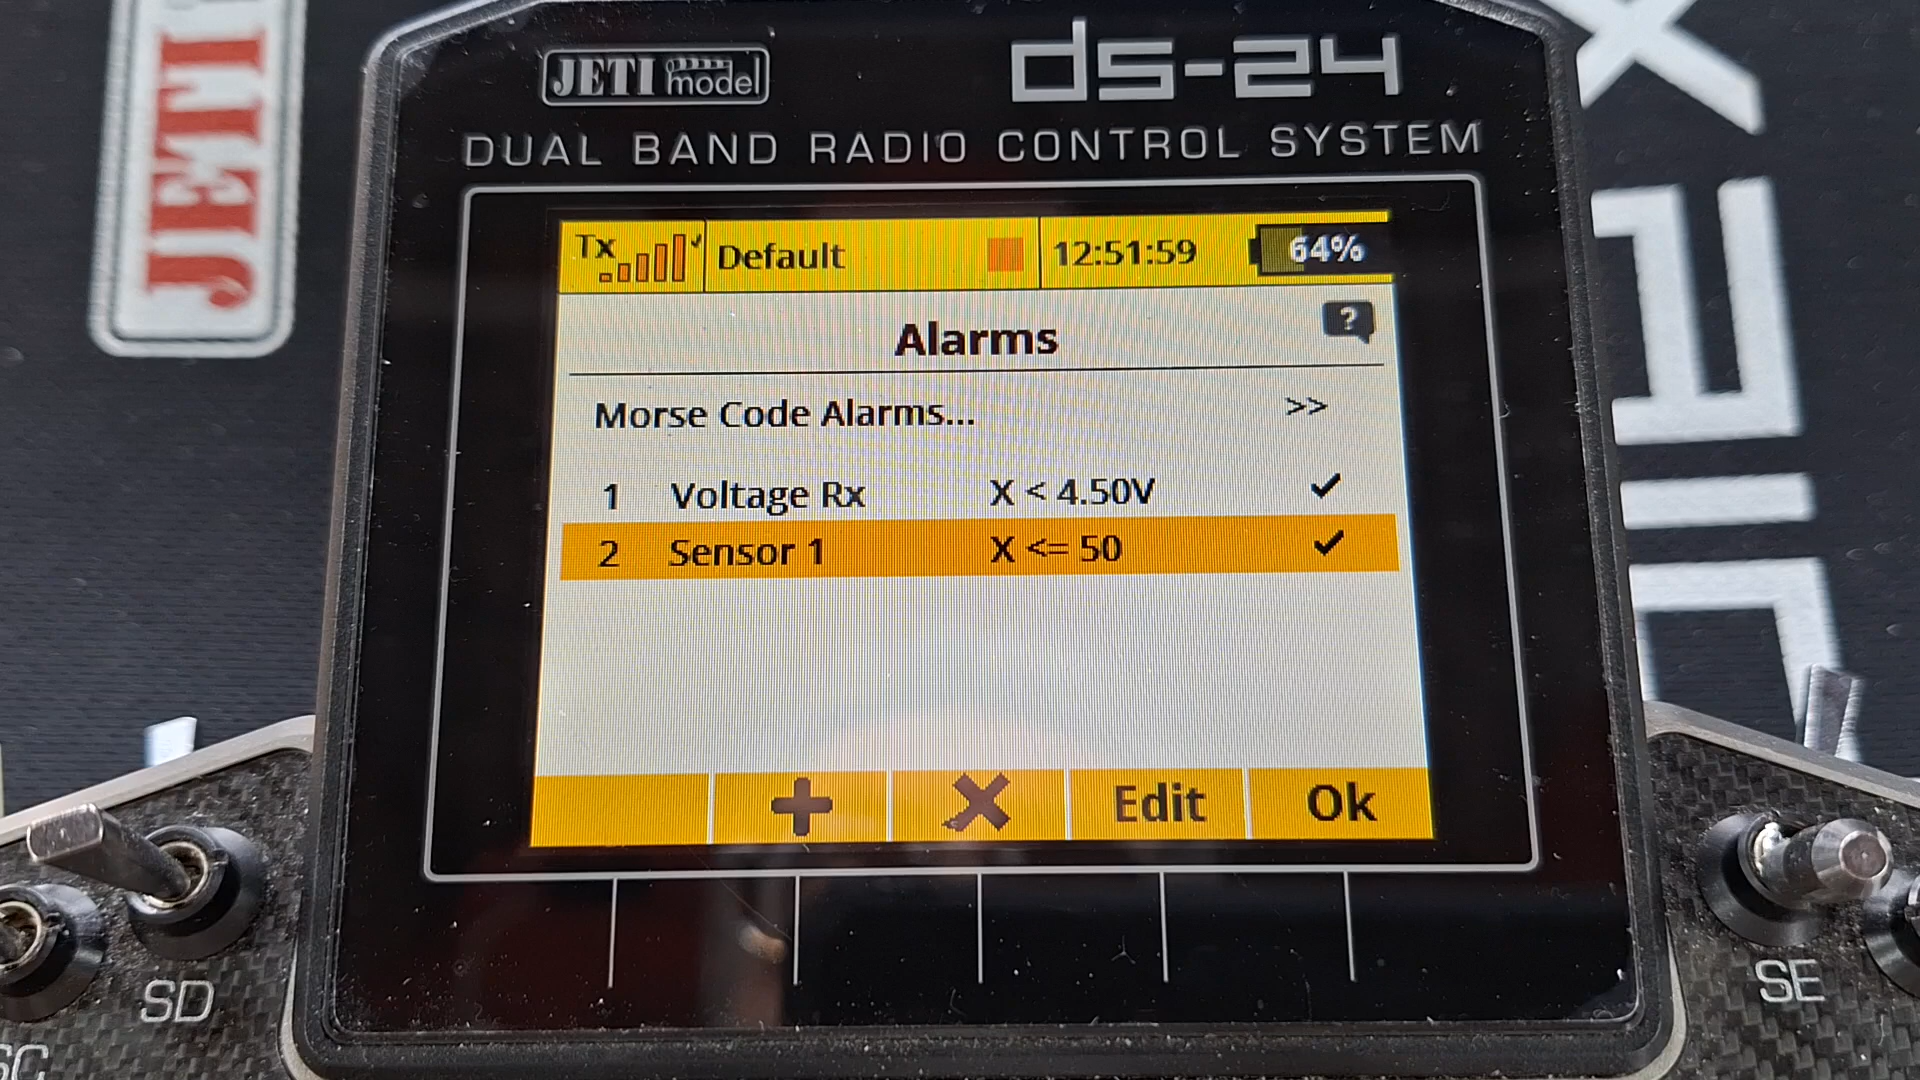 JETI
JETI model ds-24
DUAL BAND RADIO CONTROL SYSTEM
Tx Default 12:51:59 64%
Alarms ?
Morse Code Alarms... >>
1 Voltage Rx X < 4.50V ✓
2 Sensor 1 X <= 50 ✓
Edit Ok
SD
SE
SC